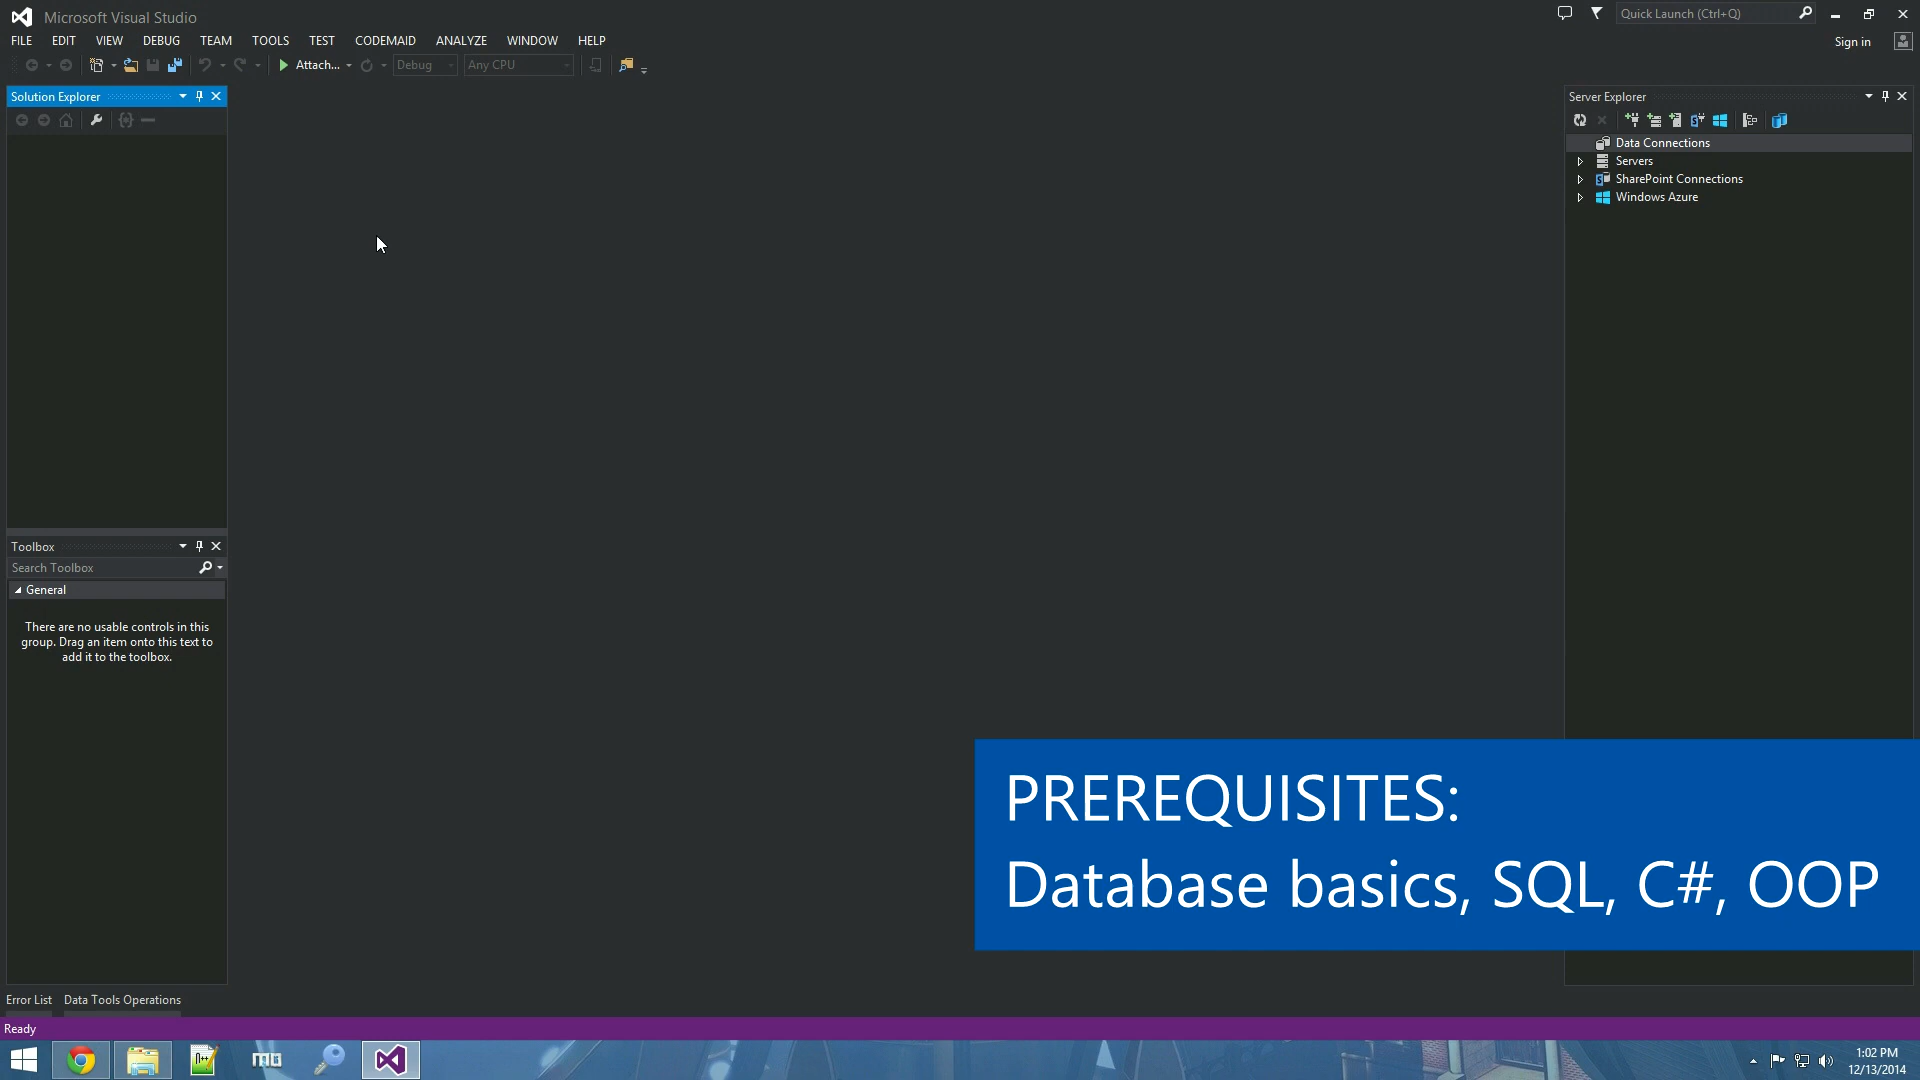 Microsoft Visual Studio
Quick Launch (Ctrl+Q)
FILE EDIT VIEW DEBUG TEAM TOOLS TEST CODEMAID ANALYZE WINDOW HELP
Sign in
Attach... Debug Any CPU
Solution Explorer
Server Explorer
Data Connections
Servers
SharePoint Connections
Windows Azure
Toolbox
Search Toolbox
General
There are no usable controls in this
group. Drag an item onto this text to
add it to the toolbox.
PREREQUISITES:
Database basics, SQL, C#, OOP
Error List Data Tools Operations
Ready
1:02 PM
12/13/2014